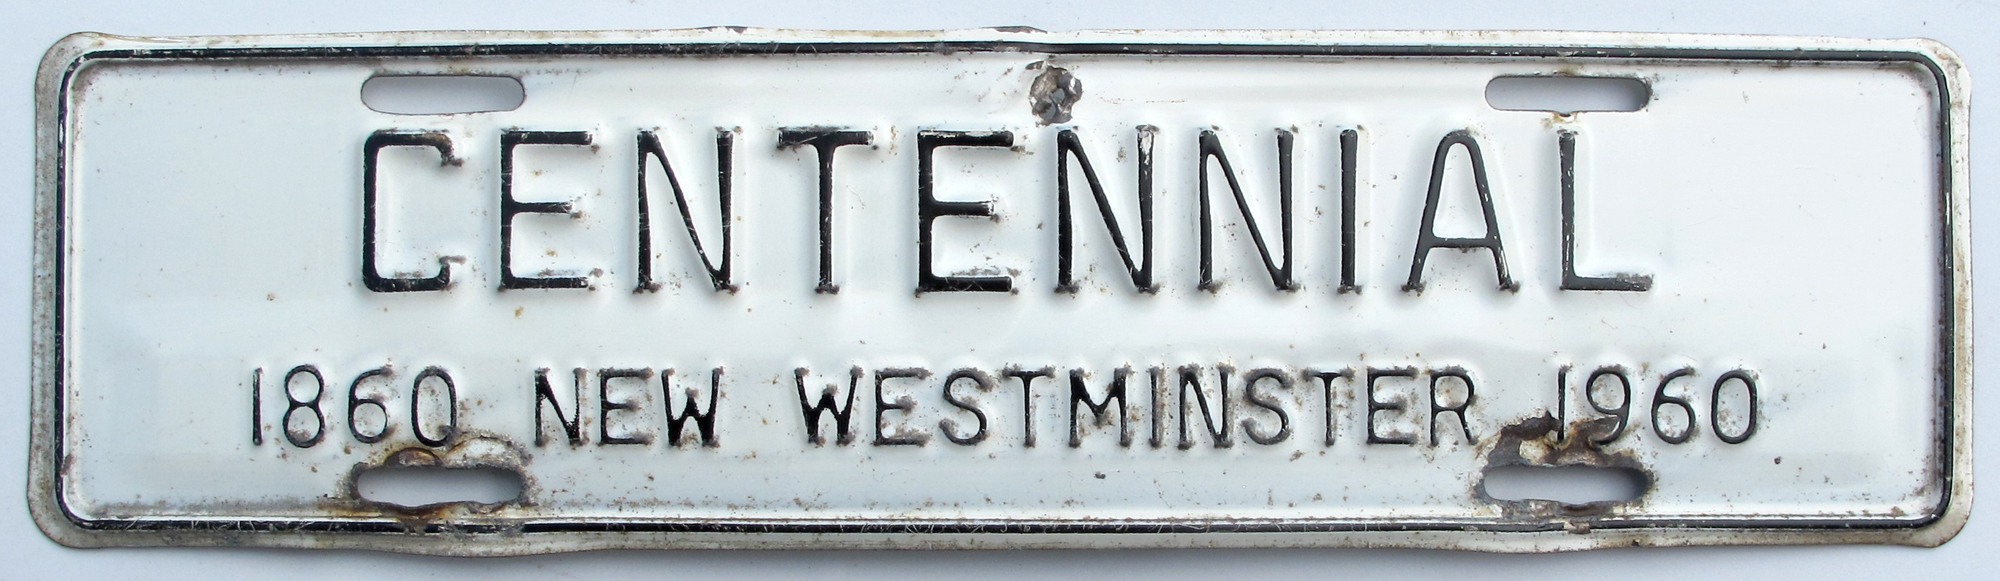 CENTENNIAL
1860 NEW WESTMINSTER 1960